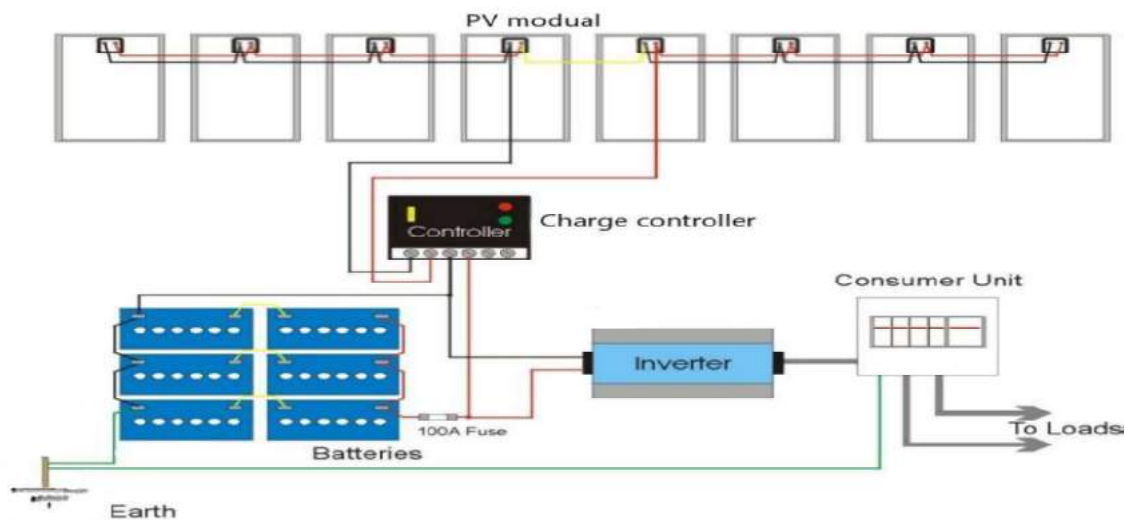 PV modual
Controller
Charge controller
Consumer Unit
Inverter
100A Fuse
To Loads
Batteries
Earth